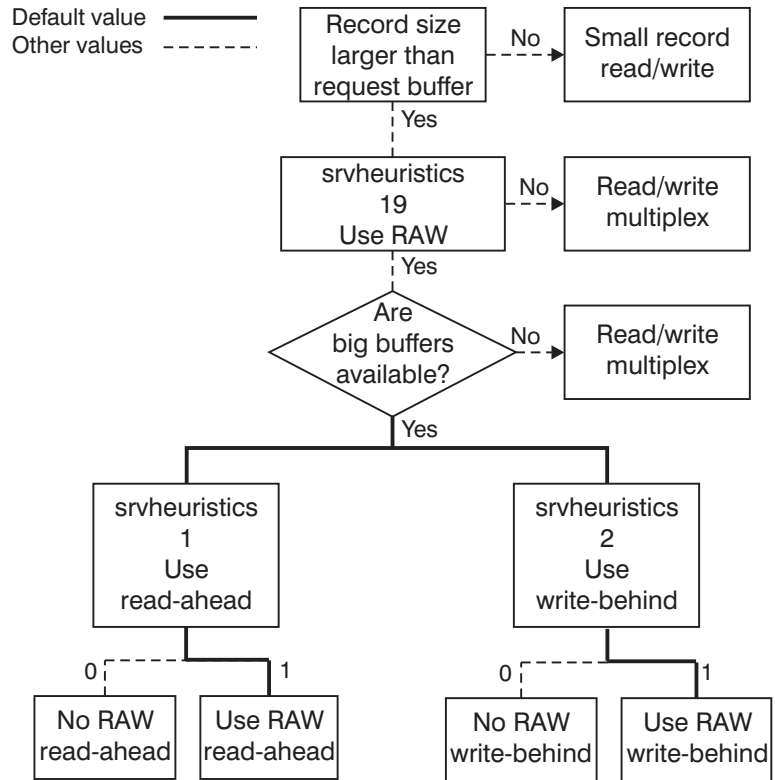 Default value
Other values
Record size
larger than
request buffer
No
Small record
read/write
Yes
srvheuristics
19
Use RAW
No
Read/write
multiplex
Yes
Are
big buffers
available?
No
Read/write
multiplex
Yes
srvheuristics
1
Use
read-ahead
srvheuristics
2
Use
write-behind
0
1
0
1
No RAW
read-ahead
Use RAW
read-ahead
No RAW
write-behind
Use RAW
write-behind